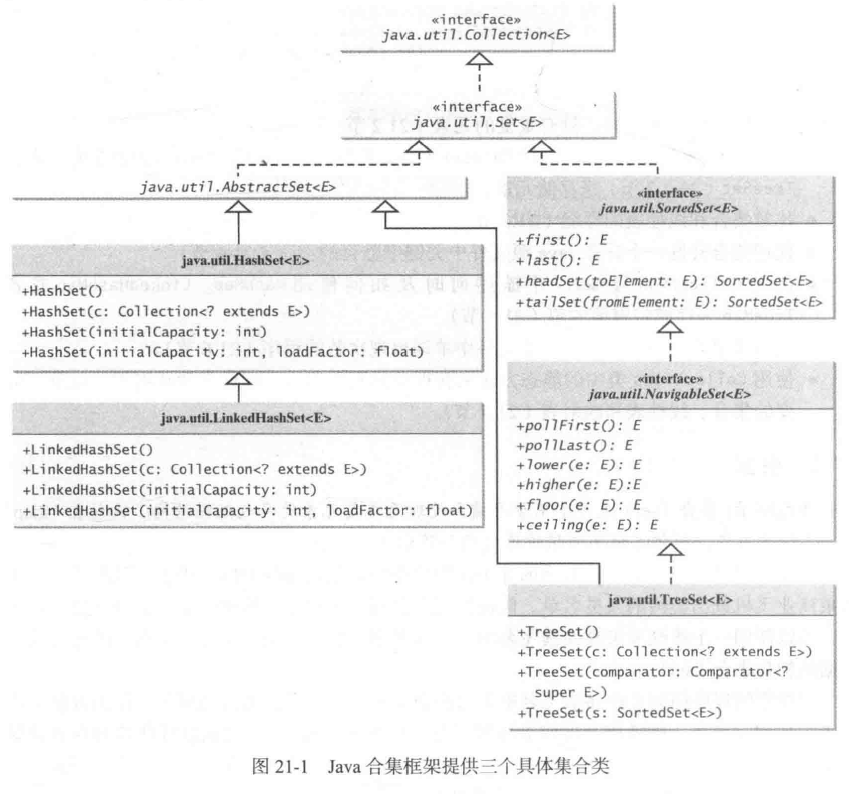 «interface»
java.util.Collection<E>
«interface»
java.util.Set<E>
java.util.AbstractSet<E>
«interface»
java.util.SortedSet<E>
+first(): E
+last(): E
+HeadSet(toElement: E): SortedSet<E>
+tailSet(fromElement: E): SortedSet<E>
java.util.HashSet<E>
+HashSet()
+HashSet(c: Collection<? extends E>)
+HashSet(initialCapacity: int)
+HashSet(initialCapacity: int,loadFactor: float)
«interface»
java.util.NavigableSet<E>
+pollFirst(): E
+pollLast(): E
+lower(e: E): E
+higher(e: E):E
+floor(e: E): E
+ceiling(e: E): E
java.util.LinkedHashSet<E>
+LinkedHashSet()
+LinkedHashSet(c: Collection<? extends E>)
+LinkedHashSet(initialCapacity: int)
+LinkedHashSet(initialCapacity: int, loadFactor: float)
java.util.TreeSet<E>
+TreeSet()
+TreeSet(c: Collection<? extends E>)
+TreeSet(comparator: Comparator<?
super E>)
+TreeSet(s: SortedSet<E>)
图 21-1 Java 合集框架提供三个具体集合类